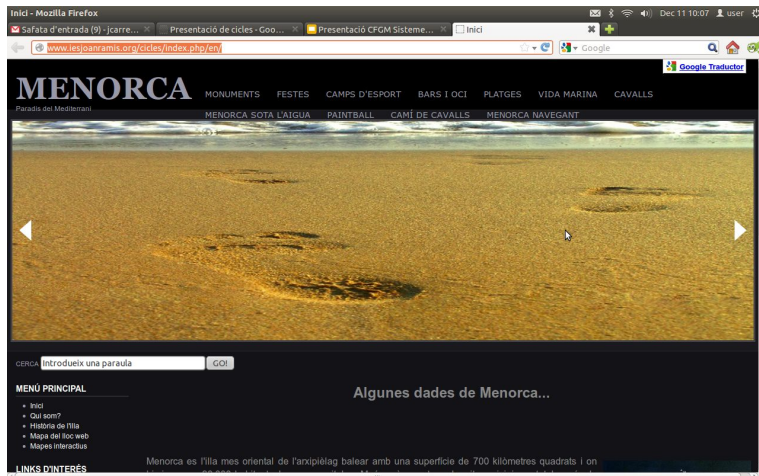 Inici - Mozilla Firefox
Dec 11 10:07 user
Safata d'entrada (9) - jcarre...
Presentació de cicles - Goo...
Presentació CFGM Sisteme...
Inici
www.iesjoanramis.org/cicles/index.php/en/
Google
Google Traductor
MENORCA
Paradis del Mediterrani
MONUMENTS FESTES CAMPS D'ESPORT BARS I OCI PLATGES VIDA MARINA CAVALLS
MENORCA SOTA L'AIGUA PAINTBALL CAMÍ DE CAVALLS MENORCA NAVEGANT
CERCA Introdueix una paraula GO!
MENÚ PRINCIPAL
Inici
Qui som?
Història de l'illa
Mapa del lloc web
Mapes interactius
LINKS D'INTERÉS
Algunes dades de Menorca...
Menorca es l'illa mes oriental de l'arxipièlag balear amb una superfície de 700 kilòmetres quadrats i on